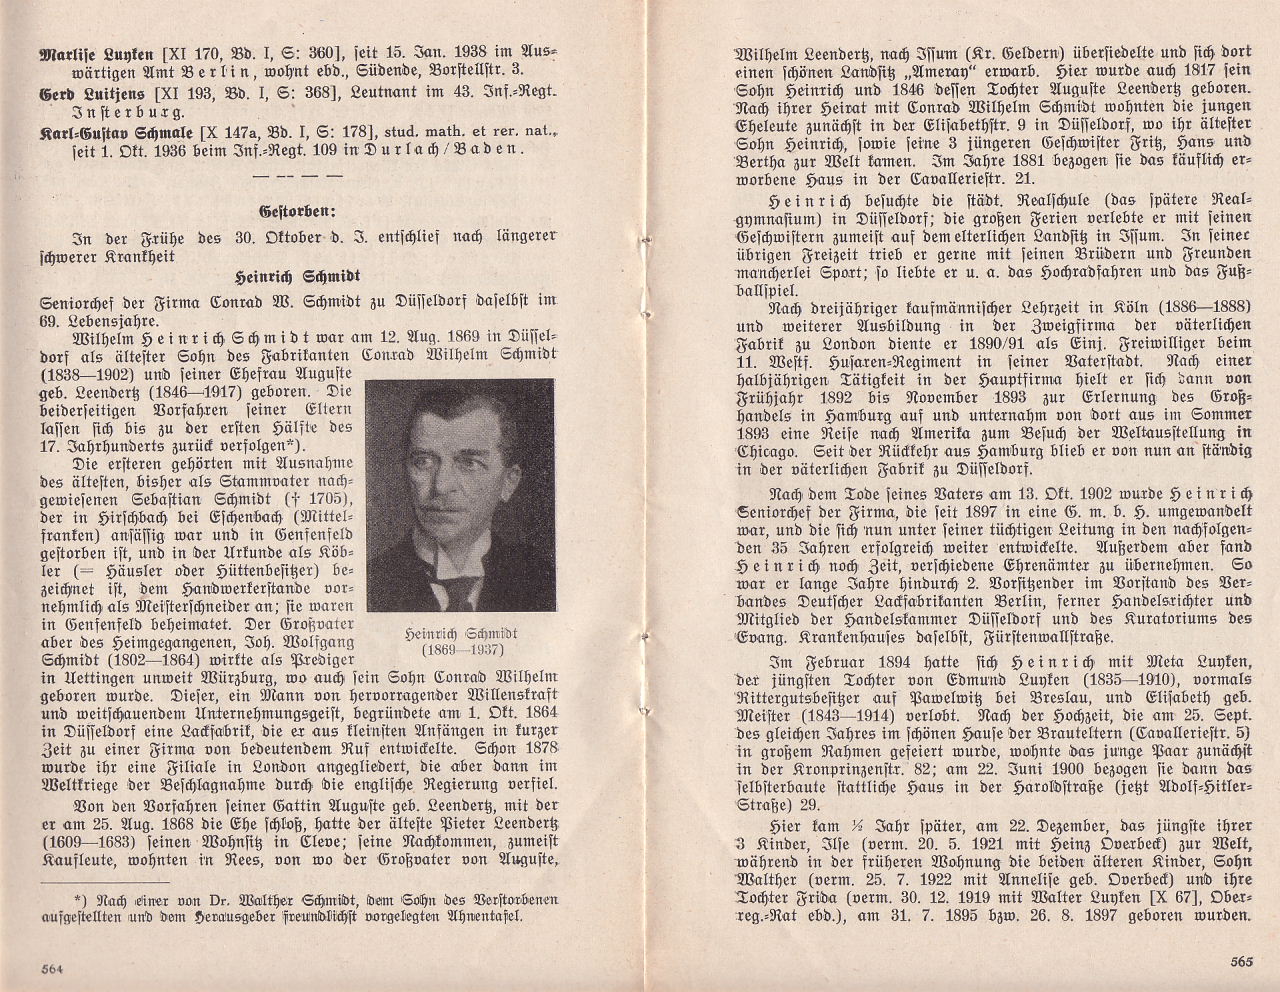 Marlise Luyken [XI 170, Bd. I, S: 360], seit 15. Jan. 1938 im Aus-
wärtigen Amt Berlin, wohnt ebd., Südende, Borstellstr. 3.
Gerd Luitjens [XI 193, Bd. I, S: 368], Leutnant im 43. Inf.-Regt.
Insterburg.
Karl-Gustav Schmale [X 147a, Bd. I, S: 178], stud. math. et rer. nat.,
seit 1. Okt. 1936 beim Inf.-Regt. 109 in Durlach/Baden.
Gestorben:
In der Frühe des 30. Oktober d. J. entschlief nach längerer
schwerer Krankheit
Heinrich Schmidt
Seniorchef der Firma Conrad W. Schmidt zu Düsseldorf daselbst im
69. Lebensjahre.
Wilhelm Heinrich Schmidt war am 12. Aug. 1869 in Düssel-
dorf als ältester Sohn des Fabrikanten Conrad Wilhelm Schmidt
(1838—1902) und seiner Ehefrau Auguste
geb. Leendertz (1846—1917) geboren. Die
beiderseitigen Vorfahren seiner Eltern
lassen sich bis zu der ersten Hälfte des
17. Jahrhunderts zurück verfolgen*).
Die ersteren gehörten mit Ausnahme
des ältesten, bisher als Stammvater nach-
gewiesenen Sebastian Schmidt († 1705),
der in Hirschbach bei Eschenbach (Mittel-
franken) ansässig war und in Genfenfeld
gestorben ist, und in der Urkunde als Köb-
ler (= Häusler oder Hüttenbesitzer) be-
zeichnet ist, dem Handwerkerstande vor-
nehmlich als Meisterschneider an; sie waren
in Genfenfeld beheimatet. Der Großvater
aber des Heimgegangenen, Joh. Wolfgang
Schmidt (1802—1864) wirkte als Prediger
in Uettingen unweit Würzburg, wo auch sein Sohn Conrad Wilhelm
geboren wurde. Dieser, ein Mann von hervorragender Willenskraft
und weitschauendem Unternehmungsgeist, begründete am 1. Okt. 1864
in Düsseldorf eine Lackfabrik, die er aus kleinsten Anfängen in kurzer
Zeit zu einer Firma von bedeutendem Ruf entwickelte. Schon 1878
wurde ihr eine Filiale in London angegliedert, die aber dann im
Weltkriege der Beschlagnahme durch die englische Regierung verfiel.
Von den Vorfahren seiner Gattin Auguste geb. Leendertz, mit der
er am 25. Aug. 1868 die Ehe schloß, hatte der älteste Pieter Leendertz
(1609—1683) seinen Wohnsitz in Cleve; seine Nachkommen, zumeist
Kaufleute, wohnten in Rees, von wo der Großvater von Auguste,
Heinrich Schmidt
(1869—1937)
*) Nach einer von Dr. Walther Schmidt, dem Sohn des Verstorbenen
aufgestellten und dem Herausgeber freundlichst vorgelegten Ahnentafel.
564
Wilhelm Leendertz, nach Issum (Kr. Geldern) übersiedelte und sich dort
einen schönen Landsitz „Ameray“ erwarb. Hier wurde auch 1817 sein
Sohn Heinrich und 1846 dessen Tochter Auguste Leendertz geboren.
Nach ihrer Heirat mit Conrad Wilhelm Schmidt wohnten die jungen
Eheleute zunächst in der Elisabethstr. 9 in Düsseldorf, wo ihr ältester
Sohn Heinrich, sowie seine 3 jüngeren Geschwister Fritz, Hans und
Bertha zur Welt kamen. Im Jahre 1881 bezogen sie das käuflich er-
worbene Haus in der Cavalleriestr. 21.
Heinrich besuchte die städt. Realschule (das spätere Real-
gymnasium) in Düsseldorf; die großen Ferien verlebte er mit seinen
Geschwistern zumeist auf dem elterlichen Landsitz in Issum. In seiner
übrigen Freizeit trieb er gerne mit seinen Brüdern und Freunden
mancherlei Sport; so liebte er u. a. das Hochradfahren und das Fuß-
ballspiel.
Nach dreijähriger kaufmännischer Lehrzeit in Köln (1886—1888)
und weiterer Ausbildung in der Zweigfirma der väterlichen
Fabrik zu London diente er 1890/91 als Einj. Freiwilliger beim
11. Westf. Husaren-Regiment in seiner Vaterstadt. Nach einer
halbjährigen Tätigkeit in der Hauptfirma hielt er sich dann von
Frühjahr 1892 bis November 1893 zur Erlernung des Groß-
handels in Hamburg auf und unternahm von dort aus im Sommer
1893 eine Reise nach Amerika zum Besuch der Weltausstellung in
Chicago. Seit der Rückkehr aus Hamburg blieb er von nun an ständig
in der väterlichen Fabrik zu Düsseldorf.
Nach dem Tode seines Vaters am 13. Okt. 1902 wurde Heinrich
Seniorchef der Firma, die seit 1897 in eine G. m. b. H. umgewandelt
war, und die sich nun unter seiner tüchtigen Leitung in den nachfolgen-
den 35 Jahren erfolgreich weiter entwickelte. Außerdem aber fand
Heinrich noch Zeit, verschiedene Ehrenämter zu übernehmen. So
war er lange Jahre hindurch 2. Vorsitzender im Vorstand des Ver-
bandes Deutscher Lackfabrikanten Berlin, ferner Handelsrichter und
Mitglied der Handelskammer Düsseldorf und des Kuratoriums des
Evang. Krankenhauses daselbst, Fürstenwallstraße.
Im Februar 1894 hatte sich Heinrich mit Meta Luyken,
der jüngsten Tochter von Edmund Luyken (1835—1910), vormals
Rittergutsbesitzer auf Pawelwitz bei Breslau, und Elisabeth geb.
Meister (1843—1914) verlobt. Nach der Hochzeit, die am 25. Sept.
des gleichen Jahres im schönen Hause der Brauteltern (Cavalleriestr. 5)
in großem Rahmen gefeiert wurde, wohnte das junge Paar zunächst
in der Kronprinzenstr. 82; am 22. Juni 1900 bezogen sie dann das
selbsterbaute stattliche Haus in der Haroldstraße (jetzt Adolf-Hitler-
Straße) 29.
Hier kam ½ Jahr später, am 22. Dezember, das jüngste ihrer
3 Kinder, Ilse (verm. 20. 5. 1921 mit Heinz Overbeck) zur Welt,
während in der früheren Wohnung die beiden älteren Kinder, Sohn
Walther (verm. 25. 7. 1922 mit Annelise geb. Overbeck) und ihre
Tochter Frida (verm. 30. 12. 1919 mit Walter Luyken [X 67], Ober-
reg.-Rat ebd.), am 31. 7. 1895 bzw. 26. 8. 1897 geboren wurden.
565